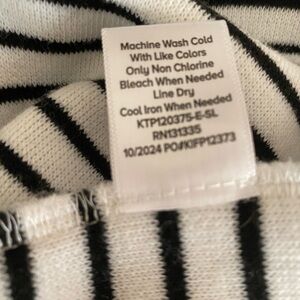 Machine Wash Cold
With Like Colors
Only Non Chlorine
Bleach When Needed
Line Dry
Cool Iron When Needed
KTP120375-E-SL
RN131335
10/2024 PO#KIFP12373